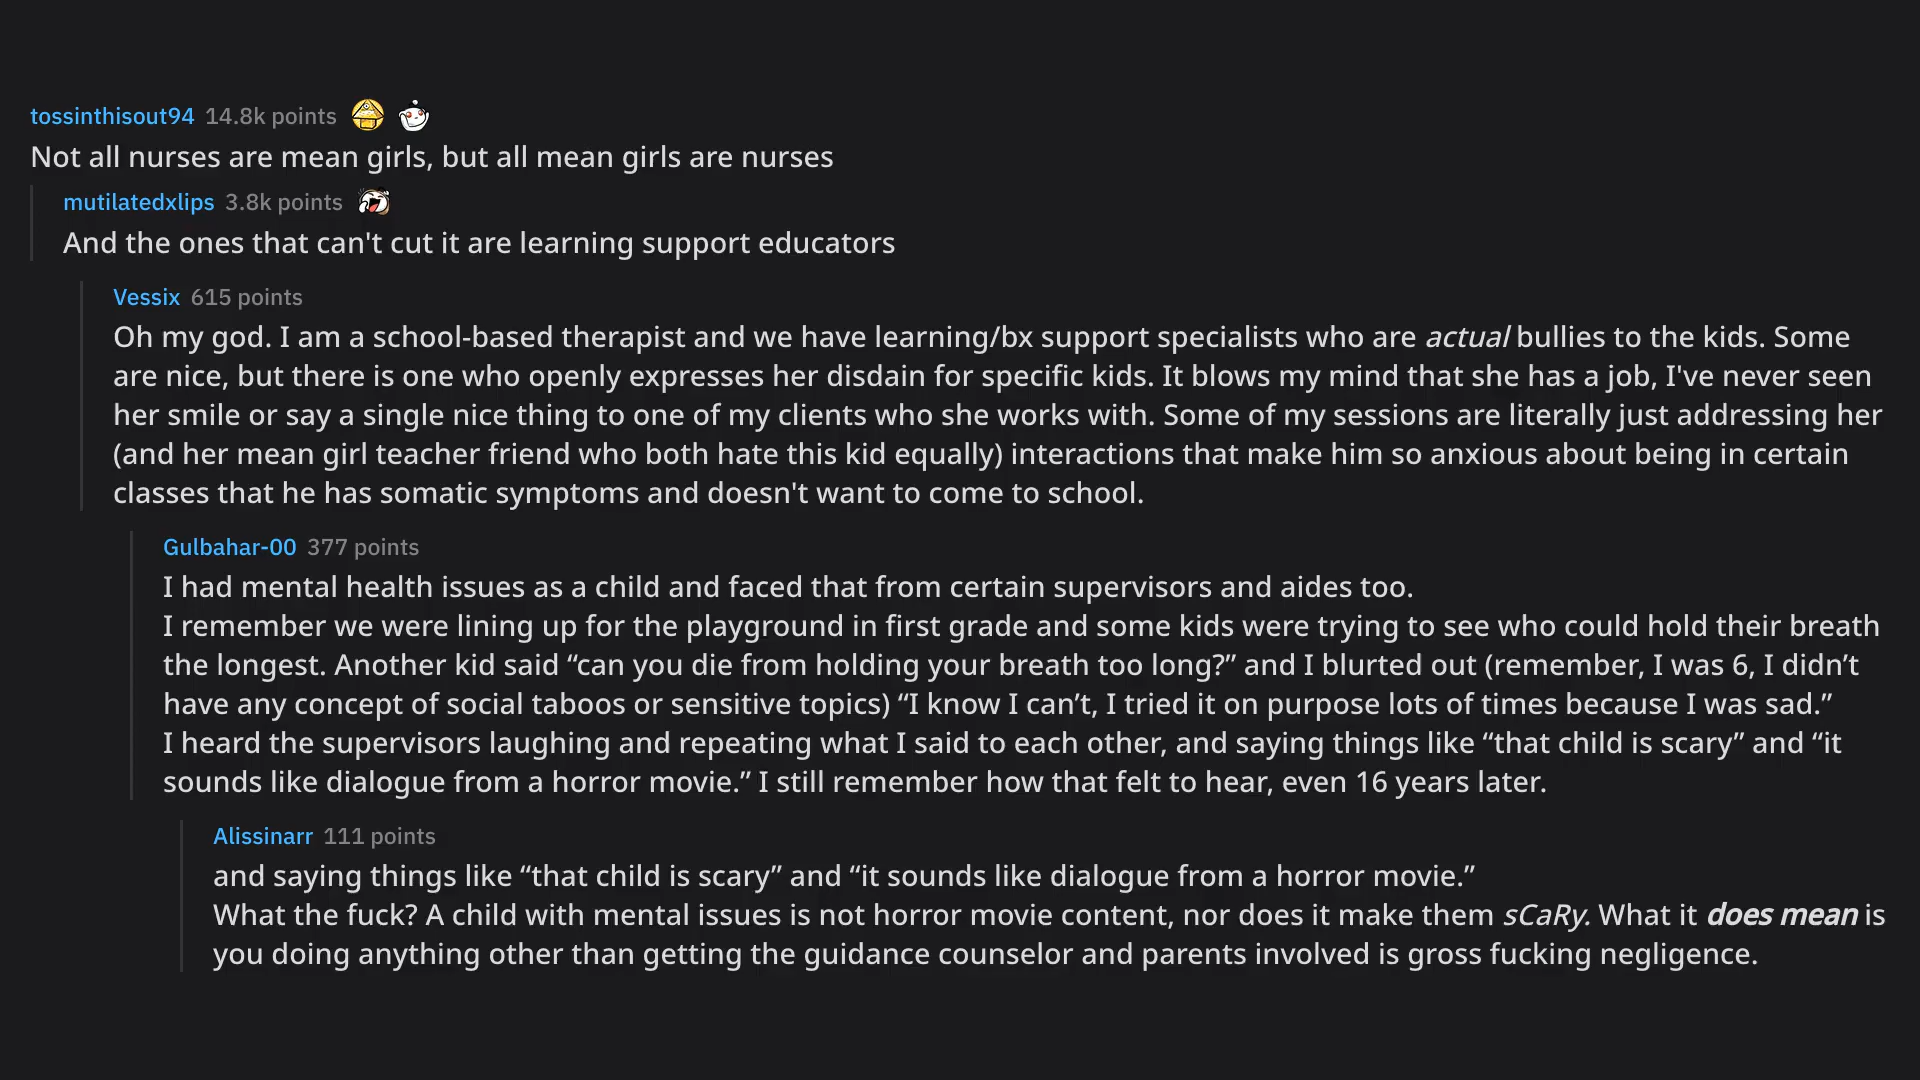 tossinthisout94 14.8k points
Not all nurses are mean girls, but all mean girls are nurses
mutilatedxlips 3.8k points
And the ones that can't cut it are learning support educators
Vessix 615 points
Oh my god. I am a school-based therapist and we have learning/bx support specialists who are actual bullies to the kids. Some
are nice, but there is one who openly expresses her disdain for specific kids. It blows my mind that she has a job, I've never seen
her smile or say a single nice thing to one of my clients who she works with. Some of my sessions are literally just addressing her
(and her mean girl teacher friend who both hate this kid equally) interactions that make him so anxious about being in certain
classes that he has somatic symptoms and doesn't want to come to school.
Gulbahar-00 377 points
I had mental health issues as a child and faced that from certain supervisors and aides too.
I remember we were lining up for the playground in first grade and some kids were trying to see who could hold their breath
the longest. Another kid said “can you die from holding your breath too long?” and I blurted out (remember, I was 6, I didn’t
have any concept of social taboos or sensitive topics) “I know I can’t, I tried it on purpose lots of times because I was sad.”
I heard the supervisors laughing and repeating what I said to each other, and saying things like “that child is scary” and “it
sounds like dialogue from a horror movie.” I still remember how that felt to hear, even 16 years later.
Alissinarr 111 points
and saying things like “that child is scary” and “it sounds like dialogue from a horror movie.”
What the fuck? A child with mental issues is not horror movie content, nor does it make them sCaRy. What it does mean is
you doing anything other than getting the guidance counselor and parents involved is gross fucking negligence.